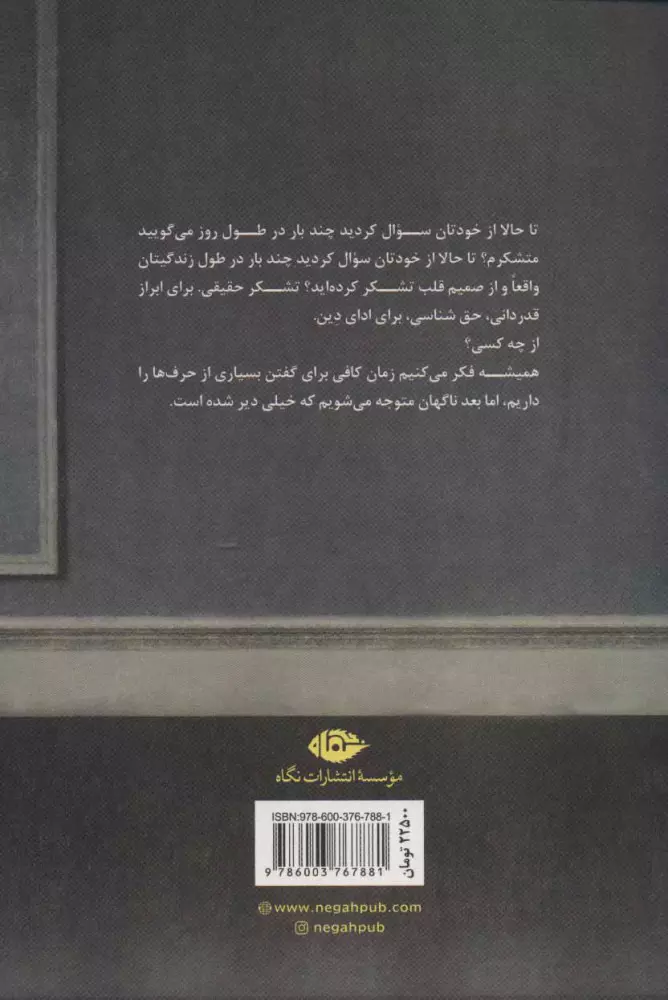 تا حالا از خودتان سؤال کردید چند بار در طول روز می‌گویید
متشکرم؟ تا حالا از خودتان سؤال کردید چند بار در طول زندگیتان
واقعاً و از صمیم قلب تشکر کرده‌اید؟ تشکر حقیقی. برای ابراز
قدردانی، حق شناسی، برای ادای دِین.
از چه کسی؟
همیشه فکر می‌کنیم زمان کافی برای گفتن بسیاری از حرف‌ها را
داریم، اما بعد ناگهان متوجه می‌شویم که خیلی دیر شده است.
مؤسسهٔ انتشارات نگاه
ISBN:978-600-376-788-1
9 786003 767881
۲۲۵۰۰ تومان
www.negahpub.com
negahpub